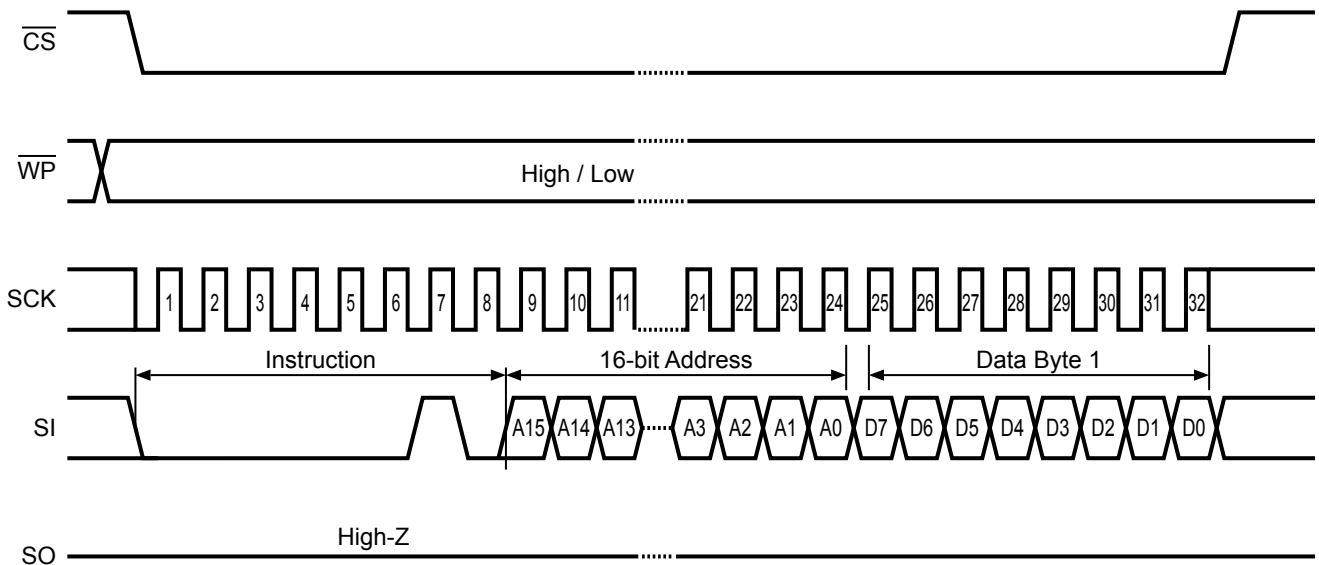 C̅S̅
W̅P̅
High / Low
SCK
1 2 3 4 5 6 7 8 9 10 11 21 22 23 24 25 26 27 28 29 30 31 32
Instruction 16-bit Address Data Byte 1
SI
A15 A14 A13 A3 A2 A1 A0 D7 D6 D5 D4 D3 D2 D1 D0
High-Z
SO